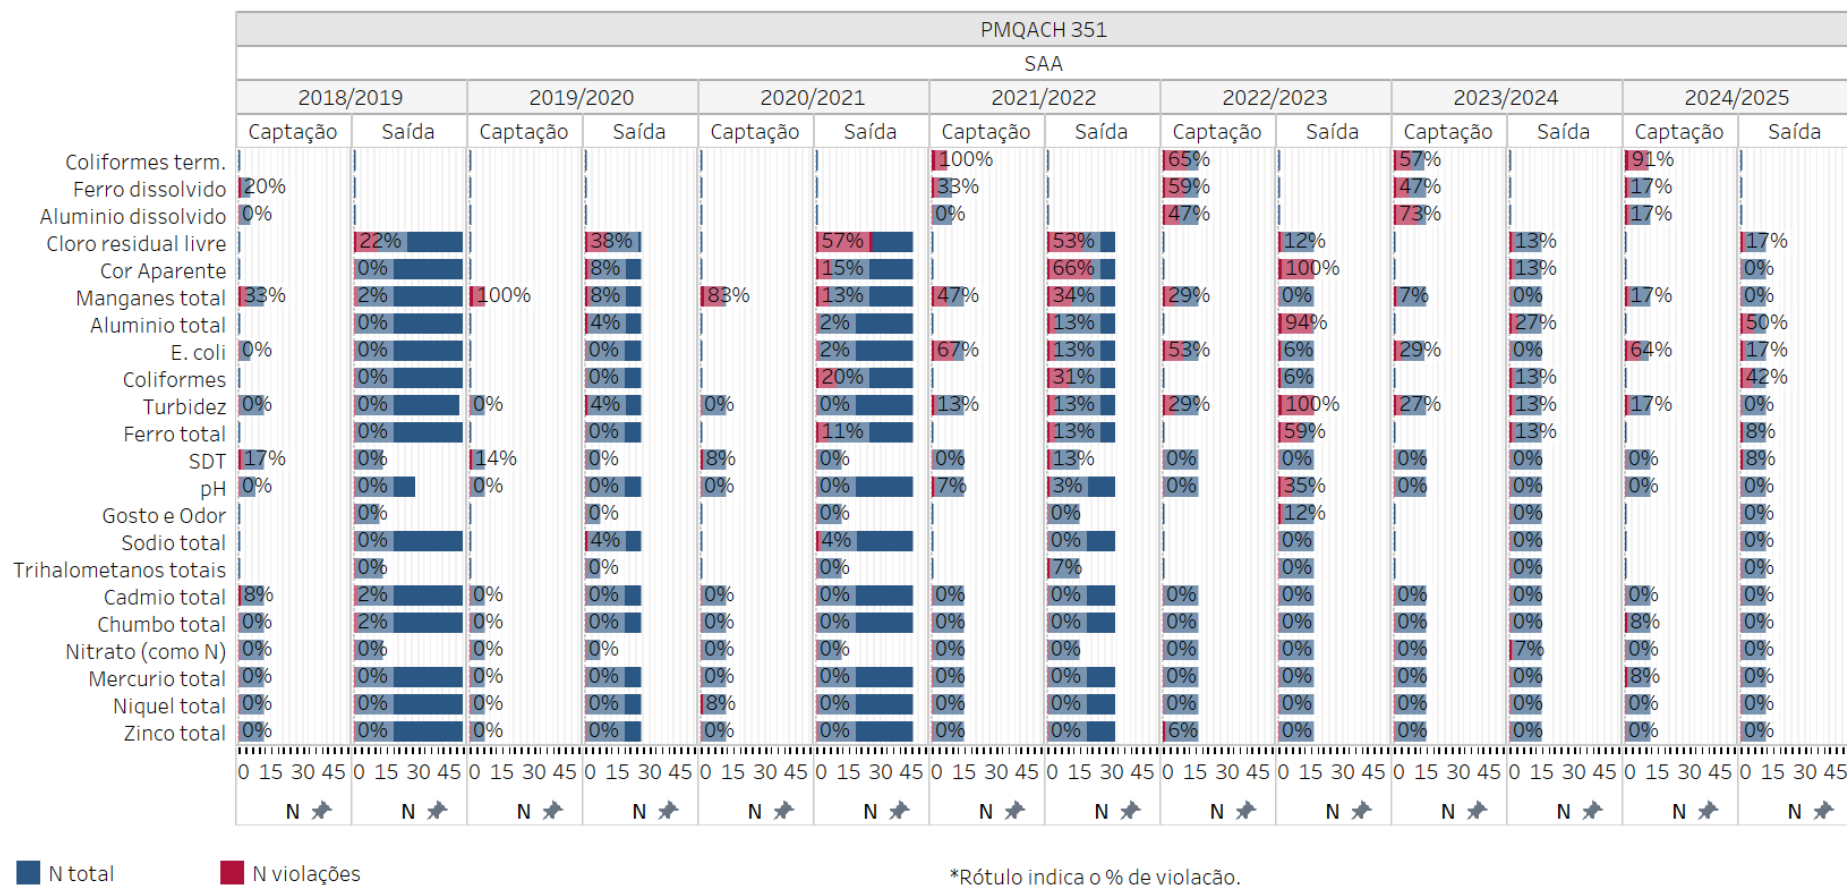 PMQACH 351
SAA
2018/2019 2019/2020 2020/2021 2021/2022 2022/2023 2023/2024 2024/2025
Captação Saída Captação Saída Captação Saída Captação Saída Captação Saída Captação Saída Captação Saída
Coliformes term. 100% 65% 57% 91%
Ferro dissolvido 20% 33% 59% 47% 17%
Aluminio dissolvido 0% 0% 47% 73% 17%
Cloro residual livre 22% 38% 57% 53% 12% 13% 17%
Cor Aparente 0% 8% 15% 66% 100% 13% 0%
Manganes total 33% 2% 100% 8% 83% 13% 47% 34% 29% 0% 7% 0% 17% 0%
Aluminio total 0% 4% 2% 13% 94% 27% 50%
E. coli 0% 0% 0% 2% 67% 13% 53% 6% 29% 0% 64% 17%
Coliformes 0% 0% 20% 31% 6% 13% 42%
Turbidez 0% 0% 0% 4% 0% 0% 13% 13% 29% 100% 27% 13% 17% 0%
Ferro total 0% 0% 11% 13% 59% 13% 8%
SDT 17% 0% 14% 0% 8% 0% 0% 13% 0% 0% 0% 0% 0% 8%
pH 0% 0% 0% 0% 0% 0% 7% 3% 0% 35% 0% 0% 0% 0%
Gosto e Odor 0% 0% 0% 0% 12% 0% 0%
Sodio total 0% 4% 4% 0% 0% 0% 0%
Trihalometanos totais 0% 0% 0% 7% 0% 0% 0%
Cadmio total 8% 2% 0% 0% 0% 0% 0% 0% 0% 0% 0% 0% 0% 0%
Chumbo total 0% 2% 0% 0% 0% 0% 0% 0% 0% 0% 0% 0% 8% 0%
Nitrato (como N) 0% 0% 0% 0% 0% 0% 0% 0% 0% 0% 0% 7% 0% 0%
Mercurio total 0% 0% 0% 0% 0% 0% 0% 0% 0% 0% 0% 0% 8% 0%
Niquel total 0% 0% 0% 0% 8% 0% 0% 0% 0% 0% 0% 0% 0% 0%
Zinco total 0% 0% 0% 0% 0% 0% 0% 0% 6% 0% 0% 0% 0% 0%
0 15 30 45 0 15 30 45 0 15 30 45 0 15 30 45 0 15 30 45 0 15 30 45 0 15 30 45 0 15 30 45 0 15 30 45 0 15 30 45 0 15 30 45 0 15 30 45 0 15 30 45 0 15 30 45
N N N N N N N N N N N N N N
N total N violações *Rótulo indica o % de violação.